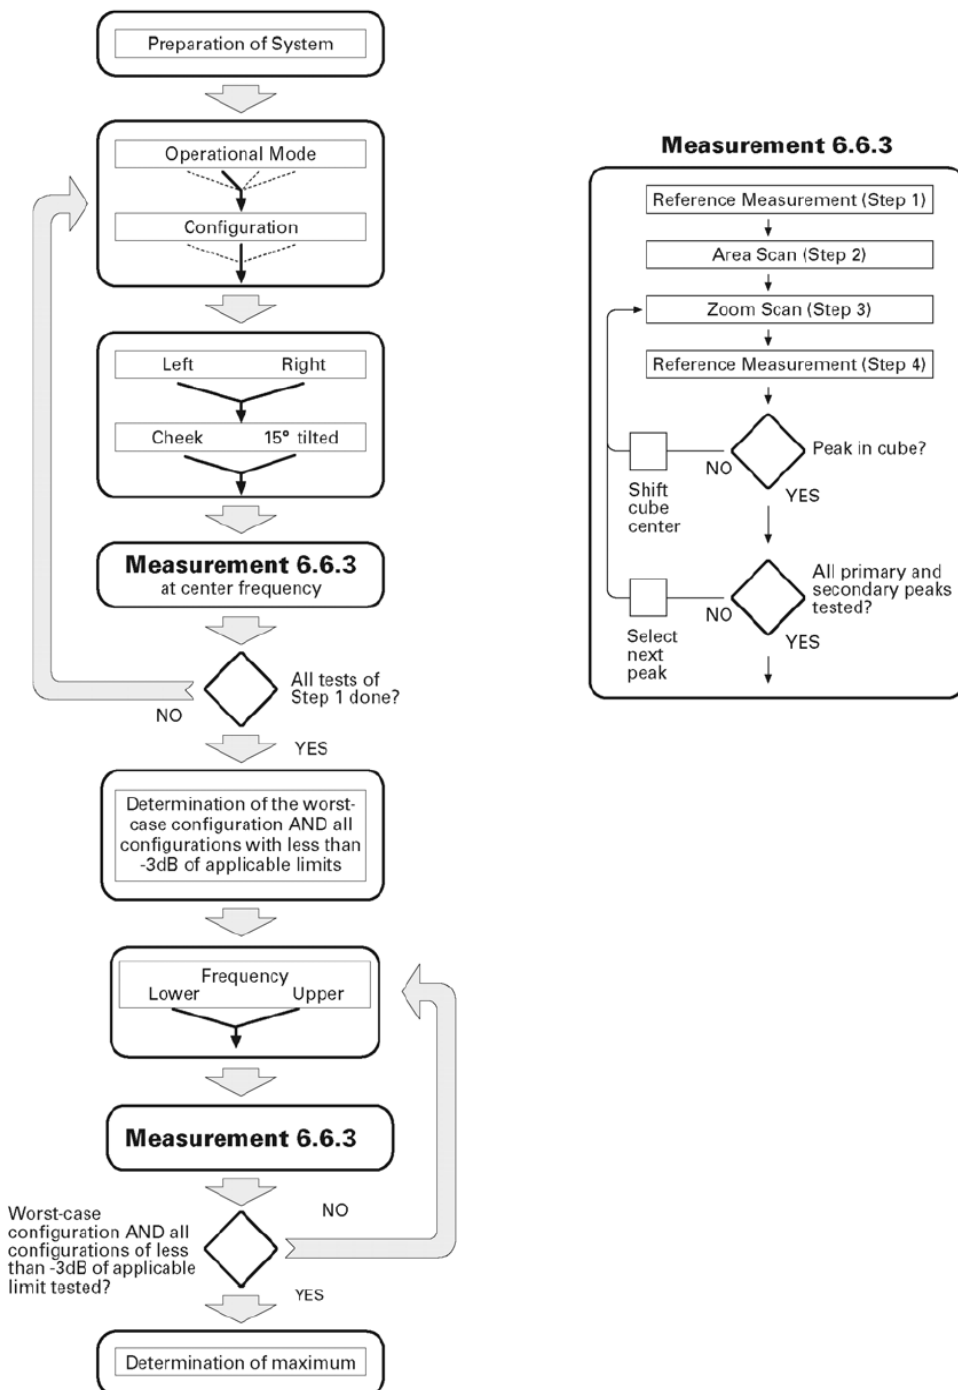 Preparation of System
Operational Mode
Configuration
Left Right
Cheek 15° tilted
Measurement 6.6.3
at center frequency
All tests of
Step 1 done?
NO
YES
Determination of the worst-
case configuration AND all
configurations with less than
-3dB of applicable limits
Frequency
Lower Upper
Measurement 6.6.3
NO
Worst-case
configuration AND all
configurations of less
than -3dB of applicable
limit tested?
YES
Determination of maximum
Measurement 6.6.3
Reference Measurement (Step 1)
Area Scan (Step 2)
Zoom Scan (Step 3)
Reference Measurement (Step 4)
Peak in cube?
NO
YES
Shift
cube
center
All primary and
secondary peaks
tested?
NO
YES
Select
next
peak